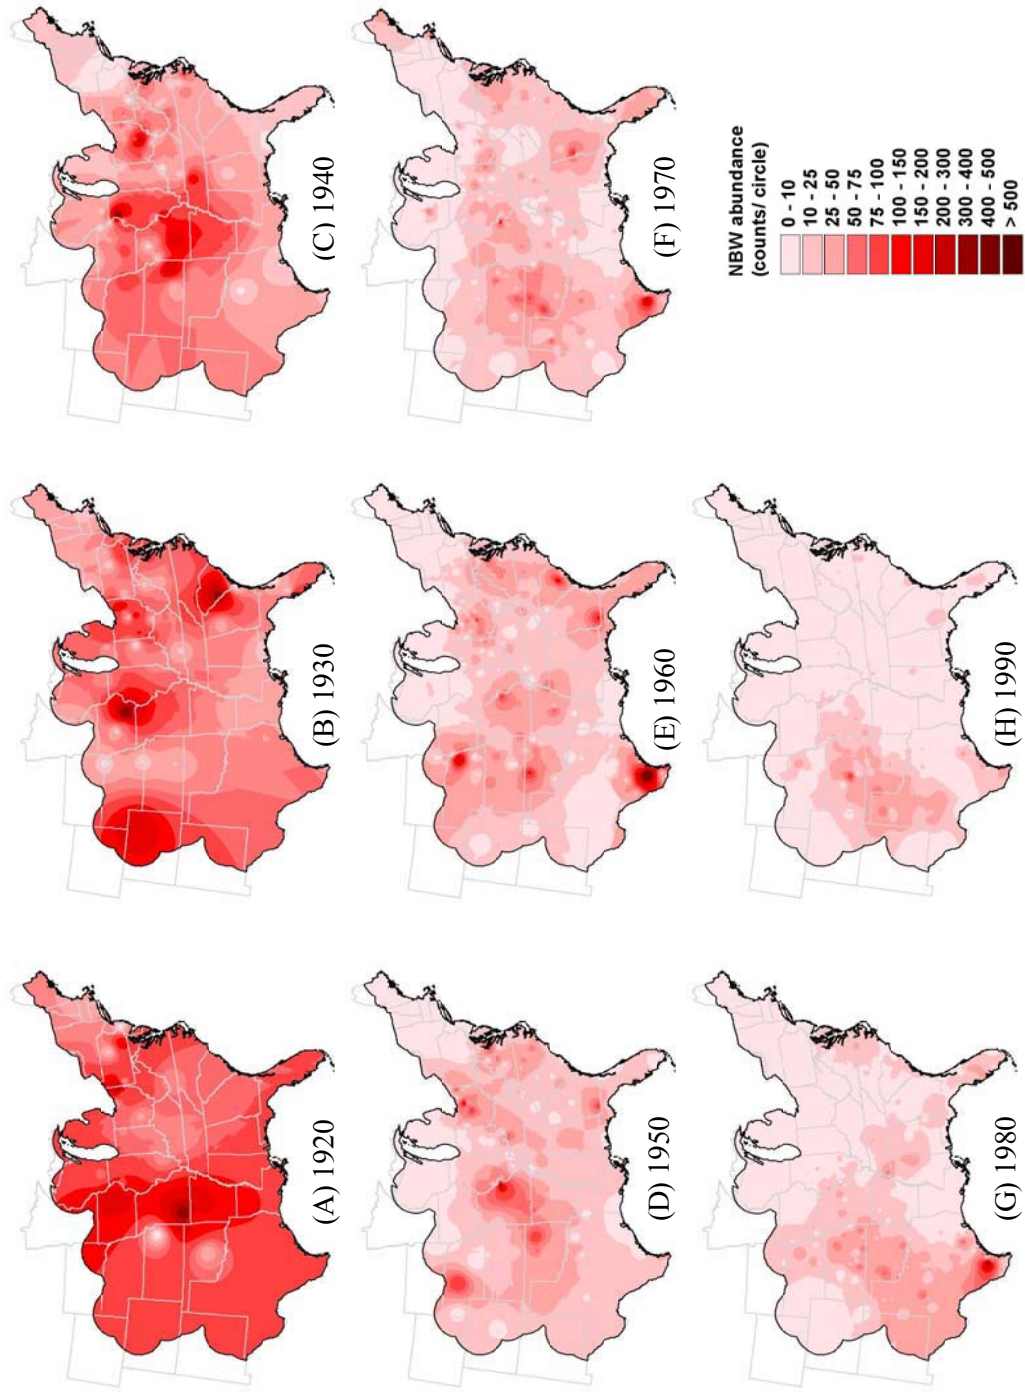 (A) 1920
(B) 1930
(C) 1940
(D) 1950
(E) 1960
(F) 1970
(G) 1980
(H) 1990
NBW abundance
(counts/ circle)
0 - 10
10 - 25
25 - 50
50 - 75
75 - 100
100 - 150
150 - 200
200 - 300
300 - 400
400 - 500
> 500